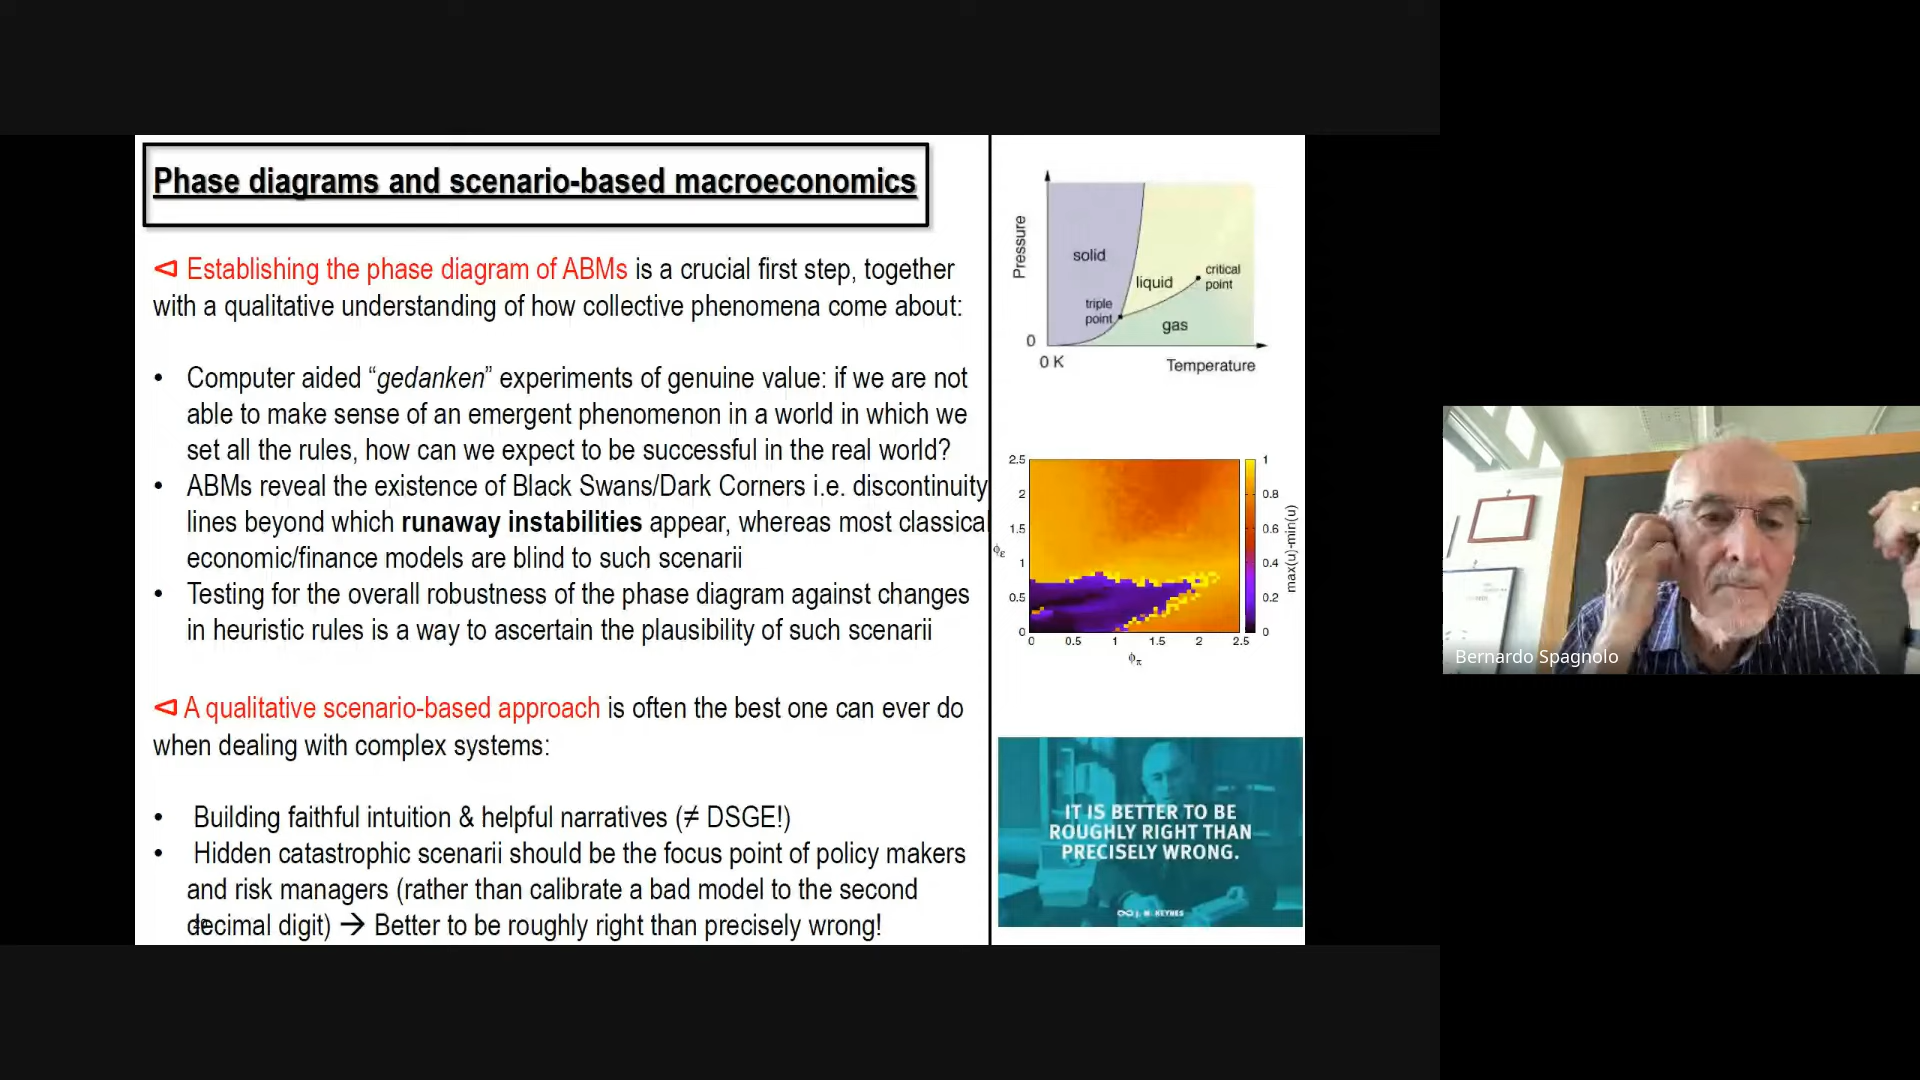 Phase diagrams and scenario-based macroeconomics
⊲ Establishing the phase diagram of ABMs is a crucial first step, together
with a qualitative understanding of how collective phenomena come about:
• Computer aided “gedanken” experiments of genuine value: if we are not
able to make sense of an emergent phenomenon in a world in which we
set all the rules, how can we expect to be successful in the real world?
• ABMs reveal the existence of Black Swans/Dark Corners i.e. discontinuity
lines beyond which runaway instabilities appear, whereas most classical
economic/finance models are blind to such scenarii
• Testing for the overall robustness of the phase diagram against changes
in heuristic rules is a way to ascertain the plausibility of such scenarii
⊲ A qualitative scenario-based approach is often the best one can ever do
when dealing with complex systems:
• Building faithful intuition & helpful narratives (≠ DSGE!)
• Hidden catastrophic scenarii should be the focus point of policy makers
and risk managers (rather than calibrate a bad model to the second
decimal digit) → Better to be roughly right than precisely wrong!
Pressure
solid
liquid
critical
point
triple
point
gas
0
0 K
Temperature
2.5
2
1.5
1
0.5
0
φε
0 0.5 1 1.5 2 2.5
φπ
1
0.8
0.6
0.4
0.2
0
max(u)-min(u)
IT IS BETTER TO BE
ROUGHLY RIGHT THAN
PRECISELY WRONG.
J. M. KEYNES
Bernardo Spagnolo